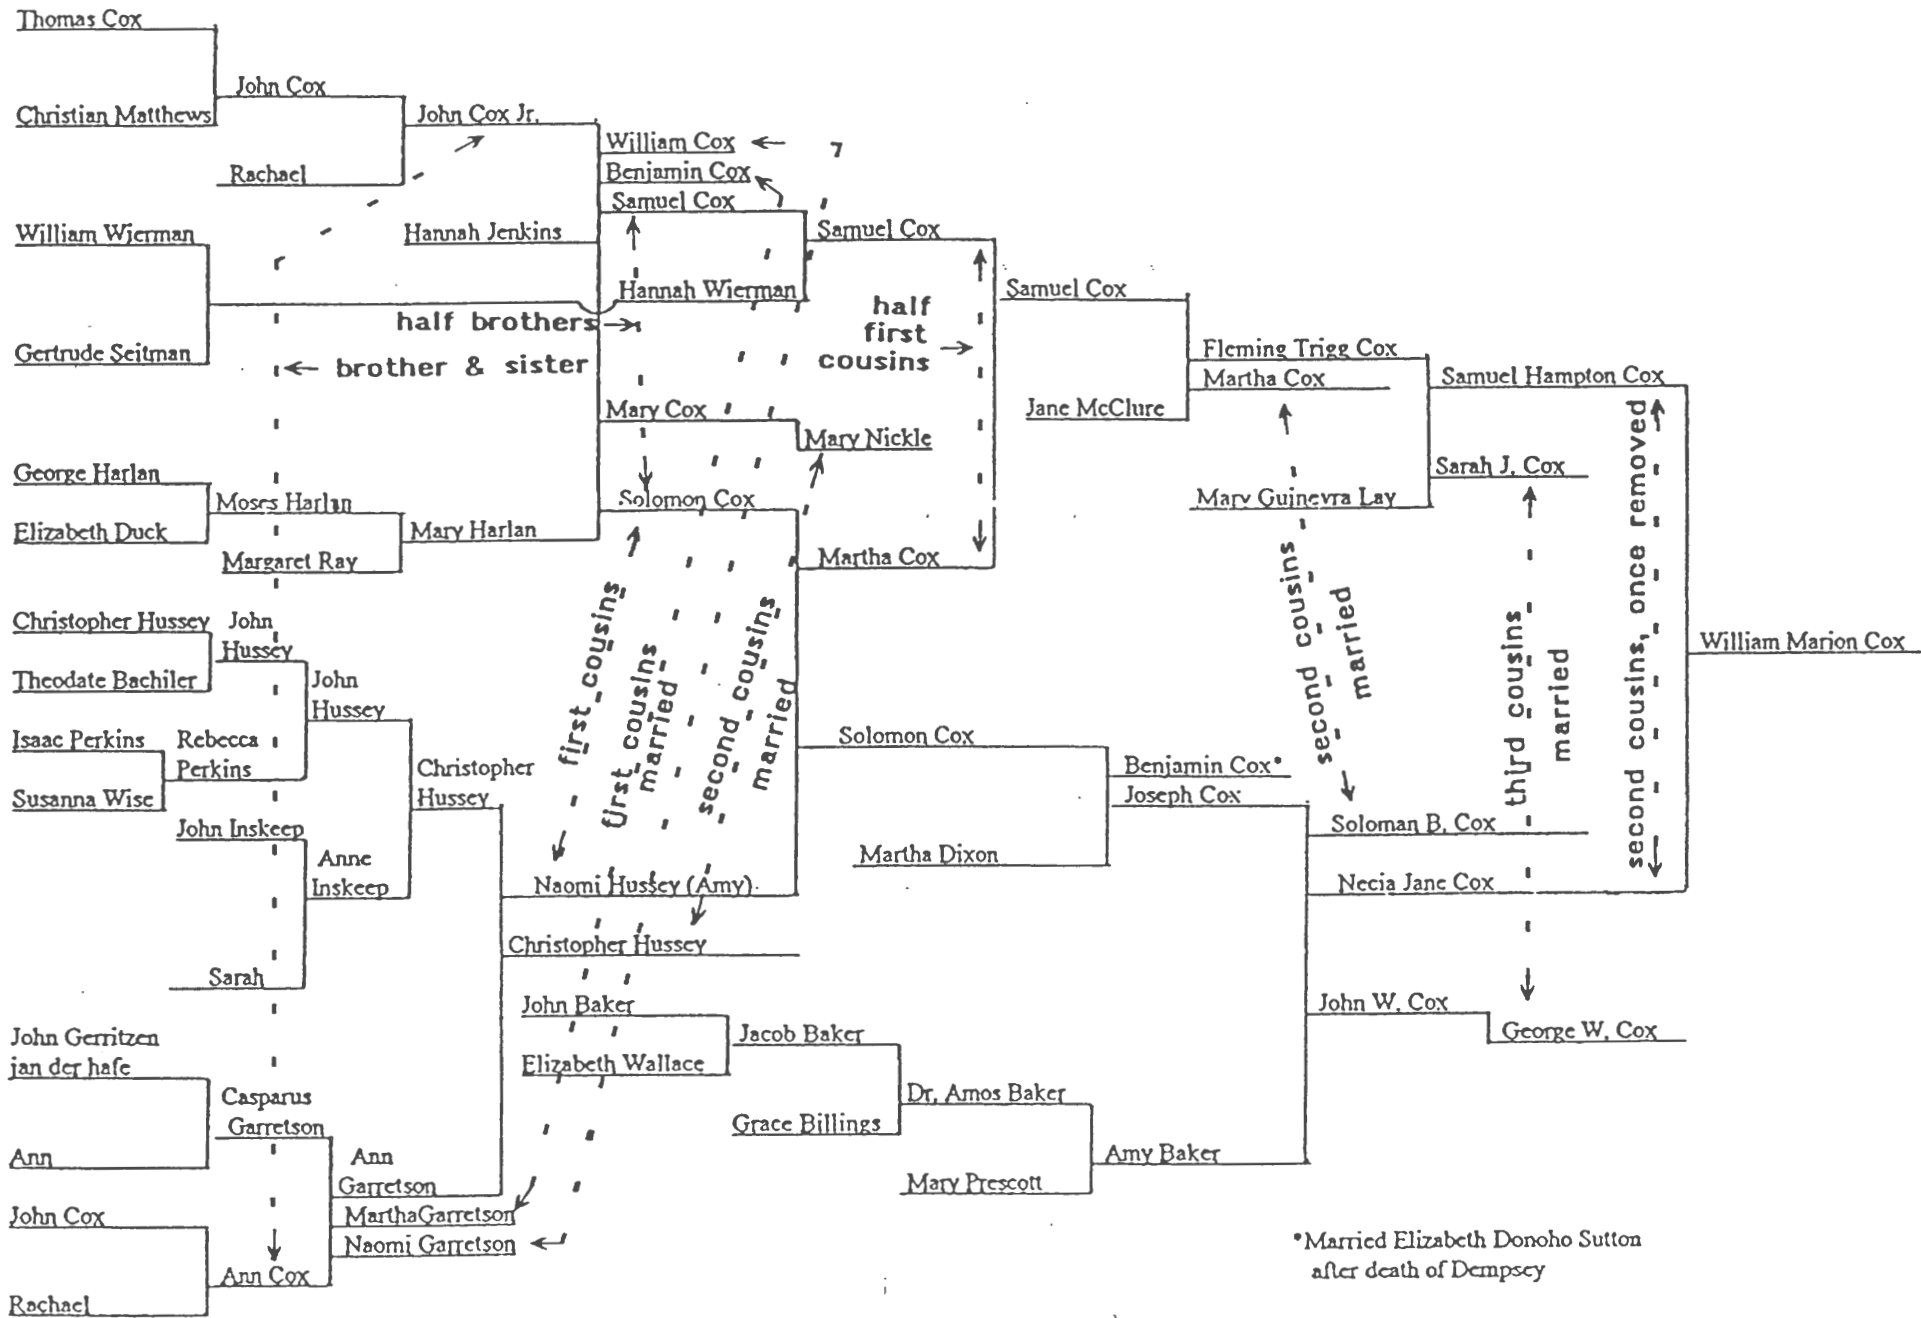 Thomas Cox
Christian Matthews
John Cox
Rachael
John Cox Jr.
William Cox
Benjamin Cox
Samuel Cox
Hannah Jenkins
Hannah Wierman
Samuel Cox
William Wierman
Gertrude Seitman
half brothers
brother & sister
half
first
cousins
Samuel Cox
Jane McClure
Fleming Trigg Cox
Martha Cox
Mary Guinevra Lay
Samuel Hampton Cox
Sarah J. Cox
Mary Cox
Mary Nickle
Solomon Cox
Martha Cox
George Harlan
Elizabeth Duck
Moses Harlan
Margaret Ray
Mary Harlan
Christopher Hussey
Theodate Bachiler
John
Hussey
Isaac Perkins
Susanna Wise
Rebecca
Perkins
John
Hussey
John Inskeep
Sarah
Anne
Inskeep
Christopher
Hussey
first cousins
first cousins
married
second cousins
married
second cousins
married
third cousins
married
second cousins, once removed
William Marion Cox
Solomon Cox
Martha Dixon
Benjamin Cox*
Joseph Cox
Soloman B. Cox
Necia Jane Cox
Naomi Hussey (Amy)
Christopher Hussey
John W. Cox
George W. Cox
John Baker
Elizabeth Wallace
Jacob Baker
Grace Billings
Dr. Amos Baker
Mary Prescott
Amy Baker
John Gerritzen
jan der hafe
Ann
Casparus
Garretson
John Cox
Rachael
Ann Cox
Ann
Garretson
MarthaGarretson
Naomi Garretson
*Married Elizabeth Donoho Sutton
after death of Dempsey